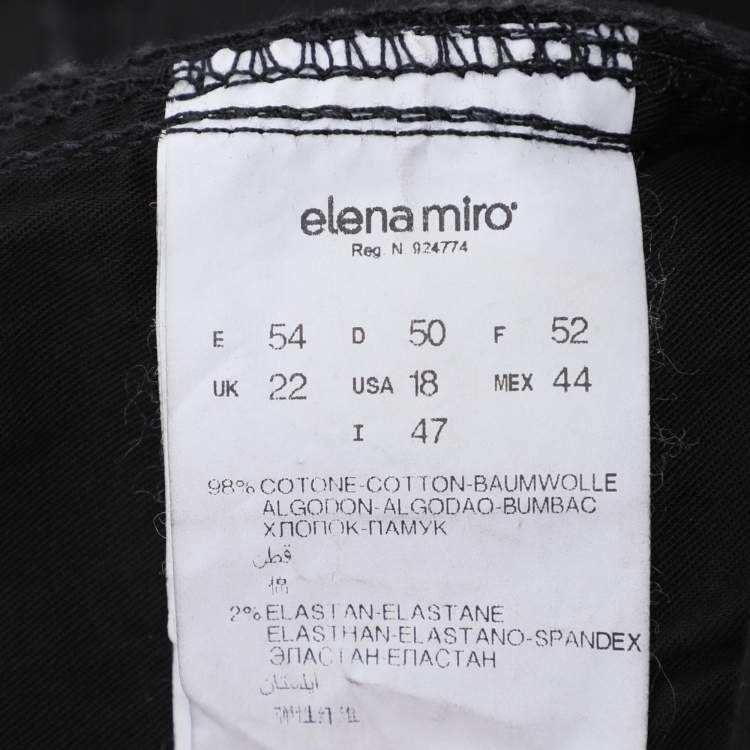 elena miro
Reg. N. 924774
E 54 D 50 F 52
UK 22 USA 18 MEX 44
I 47
98% COTONE-COTTON-BAUMWOLLE
ALGODON-ALGODAO-BUMBAC
ХЛОПОК-ПАМУК
قطن
棉
2% ELASTAN-ELASTANE
ELASTHAN-ELASTANO-SPANDEX
ЭЛАСТАН-ЕЛАСТАН
ايلستان